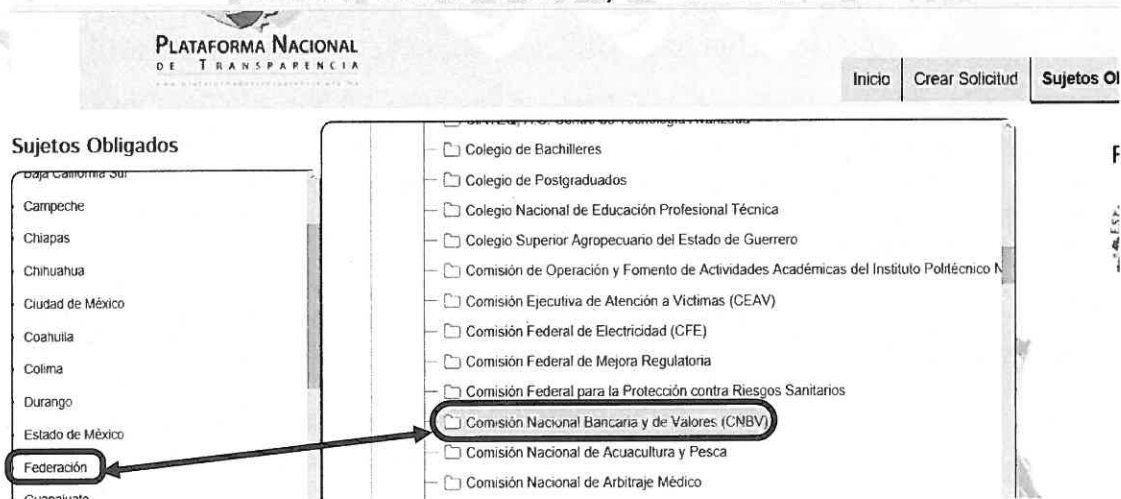 PLATAFORMA NACIONAL
DE TRANSPARENCIA
Inicio Crear Solicitud Sujetos Ol
Sujetos Obligados
Baja California Sur
Campeche
Chiapas
Chihuahua
Ciudad de México
Coahuila
Colima
Durango
Estado de México
Federación
Guanajuato
Colegio de Bachilleres
Colegio de Postgraduados
Colegio Nacional de Educación Profesional Técnica
Colegio Superior Agropecuario del Estado de Guerrero
Comisión de Operación y Fomento de Actividades Académicas del Instituto Politécnico N
Comisión Ejecutiva de Atención a Victimas (CEAV)
Comisión Federal de Electricidad (CFE)
Comisión Federal de Mejora Regulatoria
Comisión Federal para la Protección contra Riesgos Sanitarios
Comisión Nacional Bancaria y de Valores (CNBV)
Comisión Nacional de Acuacultura y Pesca
Comisión Nacional de Arbitraje Médico
F